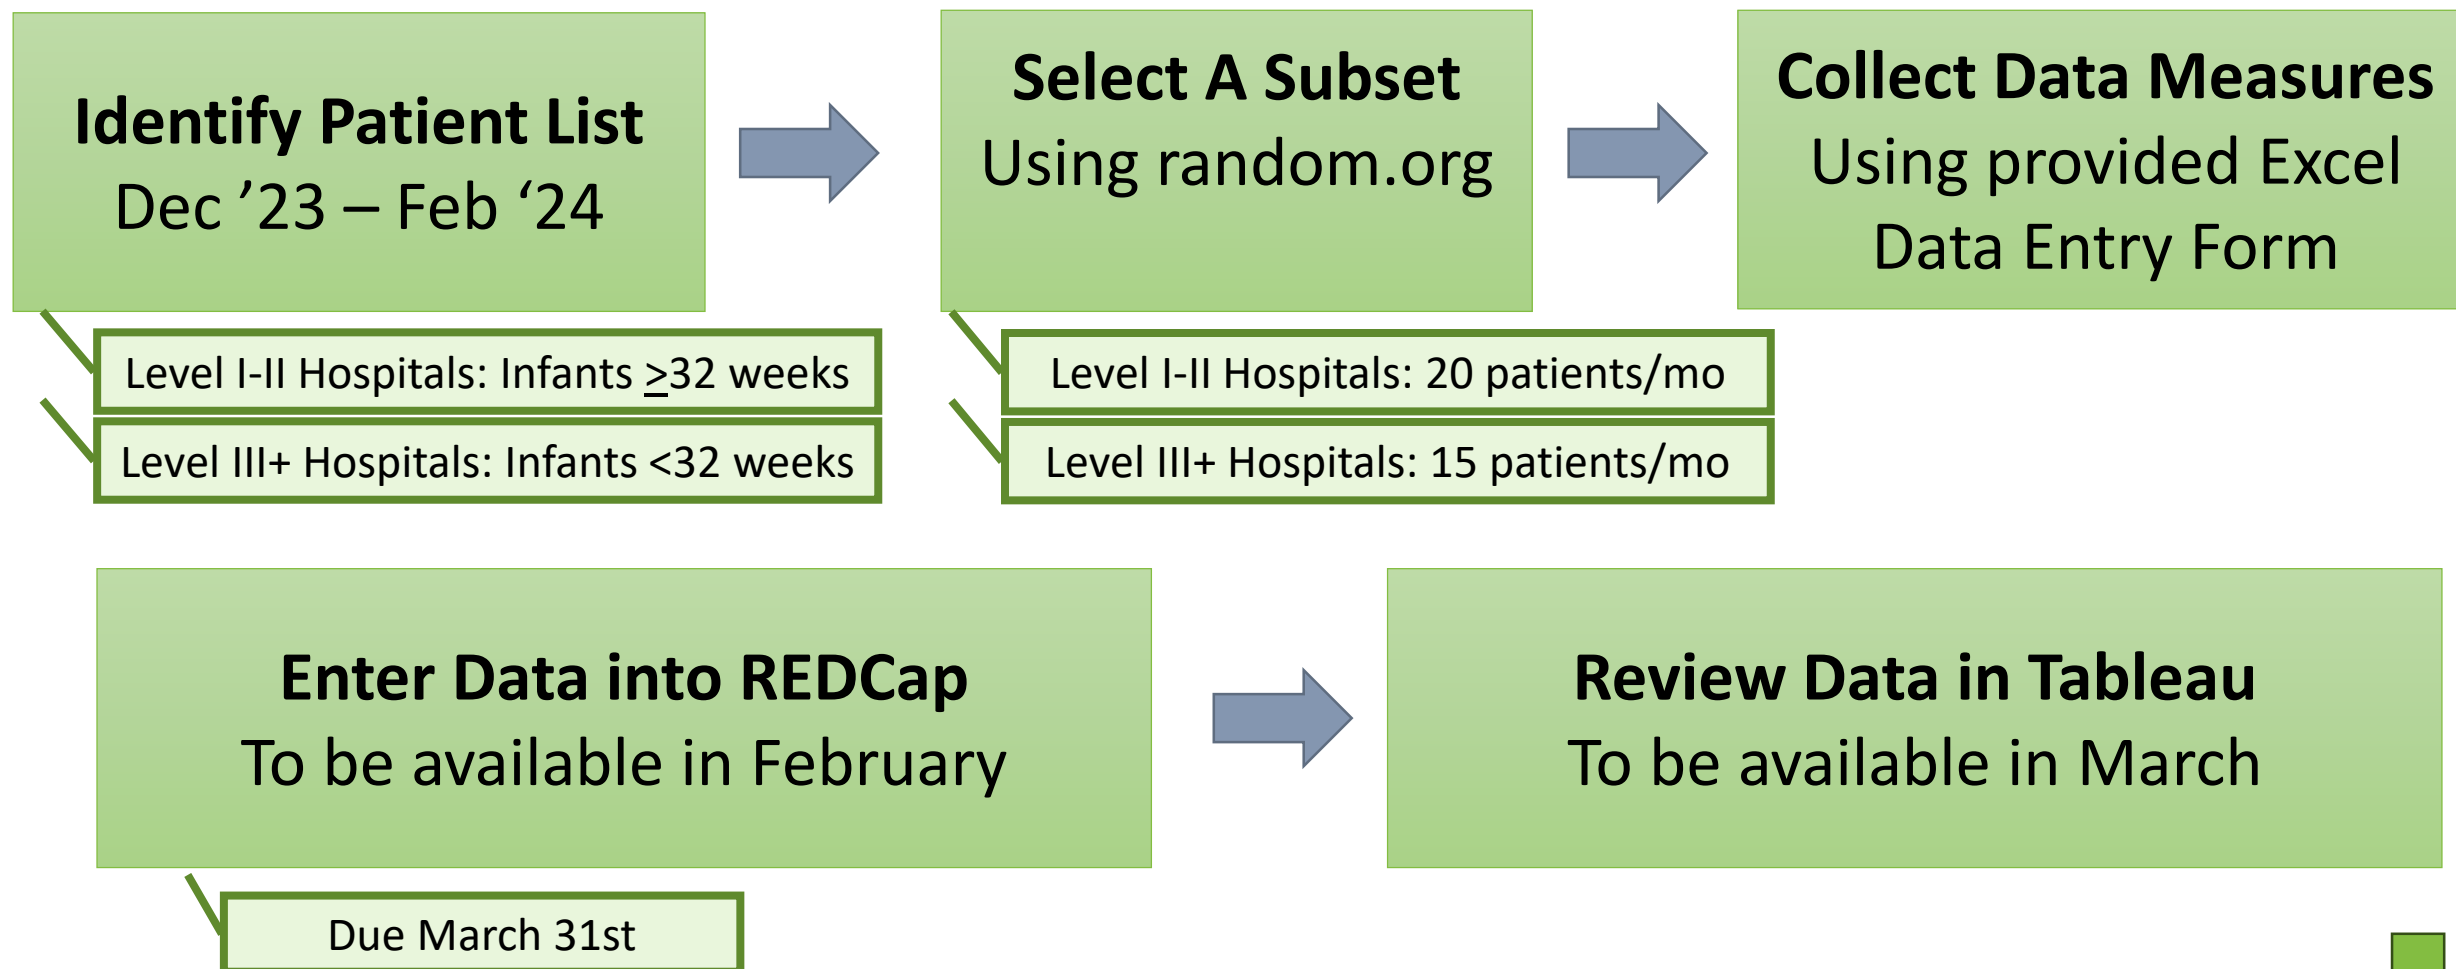 Identify Patient List
Dec ’23 – Feb ‘24
Select A Subset
Using random.org
Collect Data Measures
Using provided Excel
Data Entry Form
Level I-II Hospitals: Infants >32 weeks
Level III+ Hospitals: Infants <32 weeks
Level I-II Hospitals: 20 patients/mo
Level III+ Hospitals: 15 patients/mo
Enter Data into REDCap
To be available in February
Review Data in Tableau
To be available in March
Due March 31st